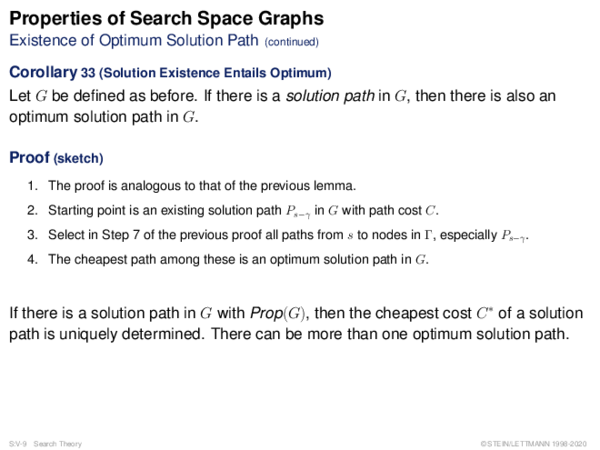 Properties of Search Space Graphs
Existence of Optimum Solution Path (continued)
Corollary 33 (Solution Existence Entails Optimum)
Let G be defined as before. If there is a solution path in G, then there is also an
optimum solution path in G.
Proof (sketch)
1. The proof is analogous to that of the previous lemma.
2. Starting point is an existing solution path Pₛ₋ᵧ in G with path cost C.
3. Select in Step 7 of the previous proof all paths from s to nodes in Γ, especially Pₛ₋ᵧ.
4. The cheapest path among these is an optimum solution path in G.
If there is a solution path in G with Prop(G), then the cheapest cost C* of a solution
path is uniquely determined. There can be more than one optimum solution path.
S:V-9 Search Theory
©STEIN/LETTMANN 1998-2020